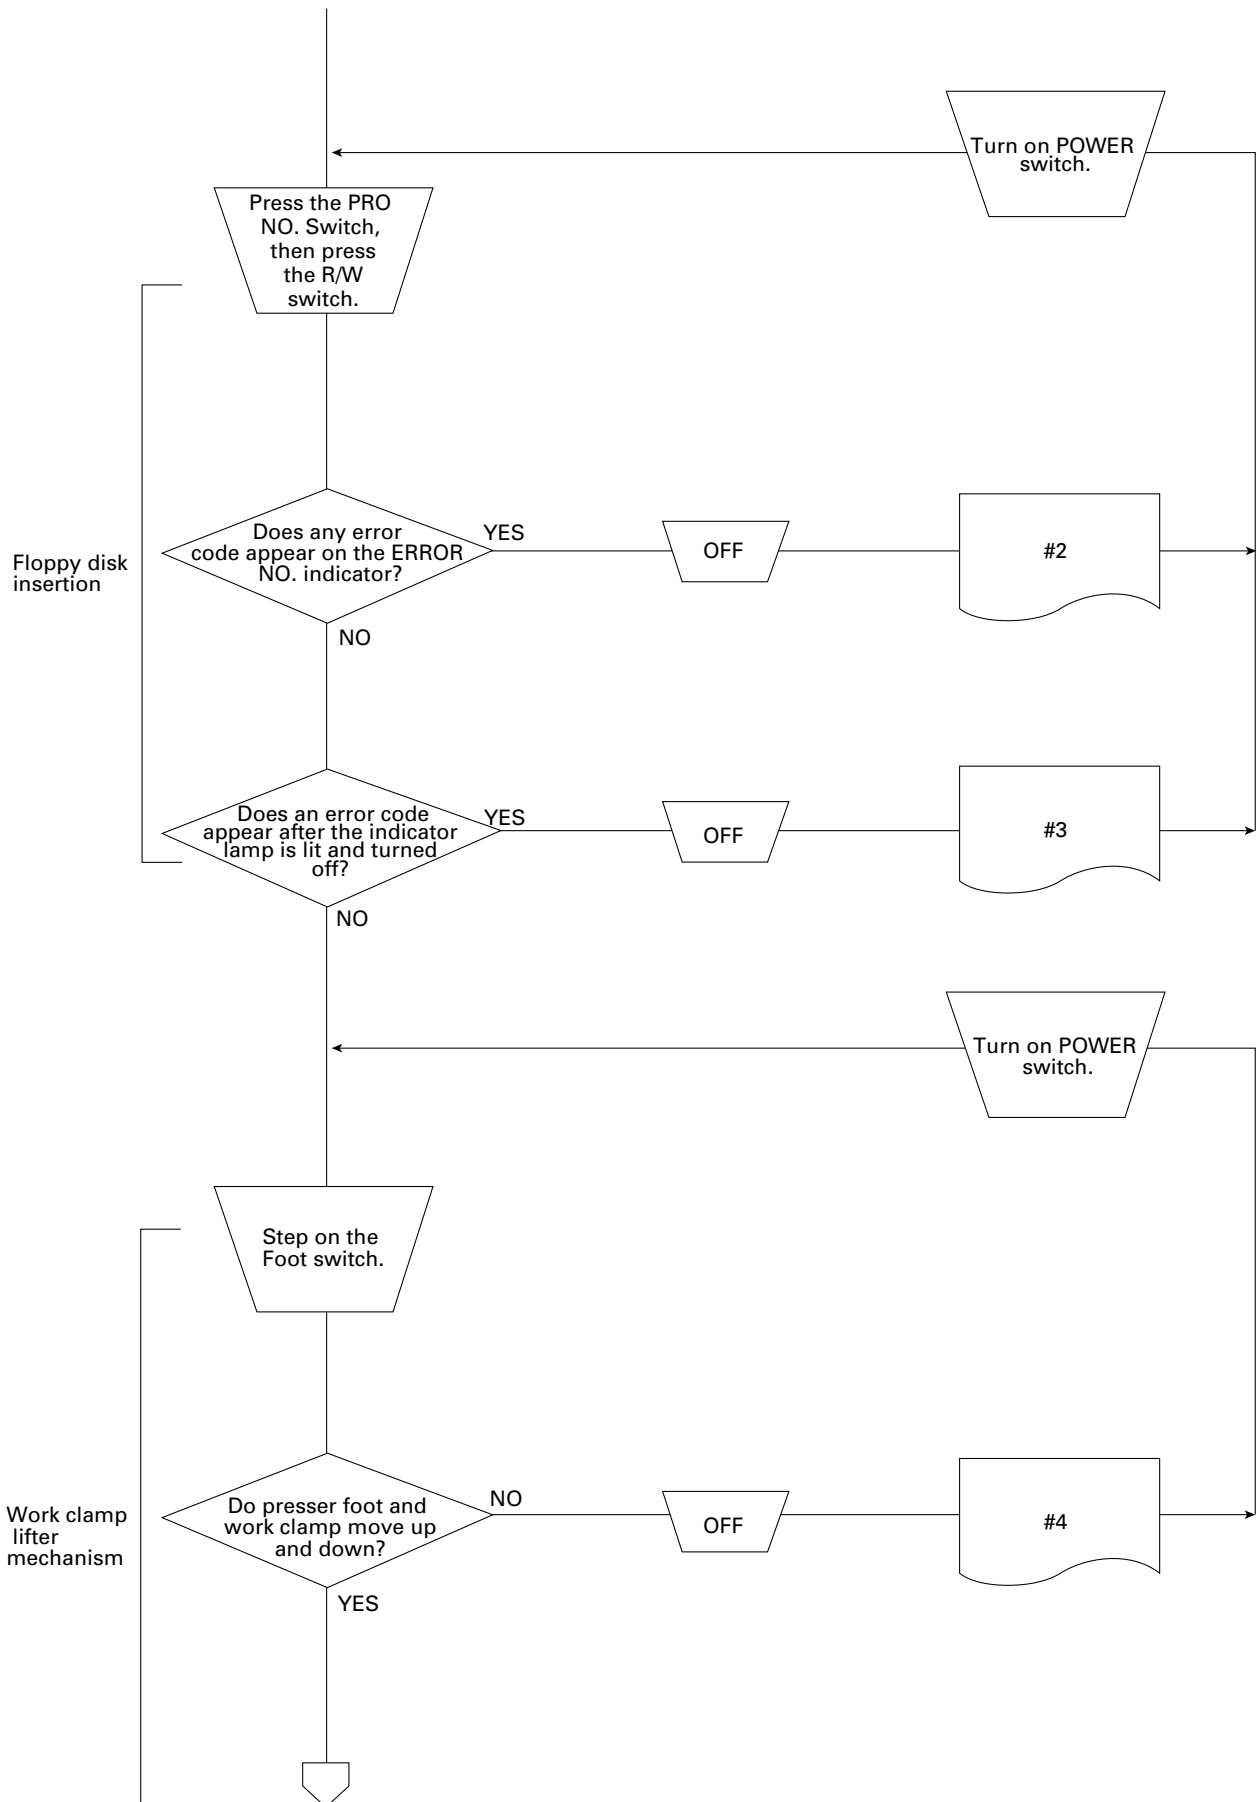 Turn on POWER
switch.
Press the PRO
NO. Switch,
then press
the R/W
switch.
Floppy disk
insertion
Does any error
code appear on the ERROR
NO. indicator?
YES
OFF
#2
NO
Does an error code
appear after the indicator
lamp is lit and turned
off?
YES
OFF
#3
NO
Turn on POWER
switch.
Step on the
Foot switch.
Work clamp
lifter
mechanism
Do presser foot and
work clamp move up
and down?
NO
OFF
#4
YES